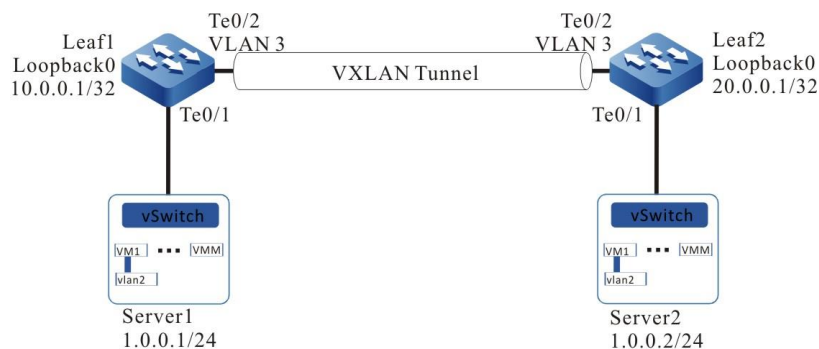 Te0/2
VLAN 3
Leaf1
Loopback0
10.0.0.1/32
Te0/1
VXLAN Tunnel
Te0/2
VLAN 3
Leaf2
Loopback0
20.0.0.1/32
Te0/1
vSwitch
VM1 ... VMM
vlan2
Server1
1.0.0.1/24
vSwitch
VM1 ... VMM
vlan2
Server2
1.0.0.2/24